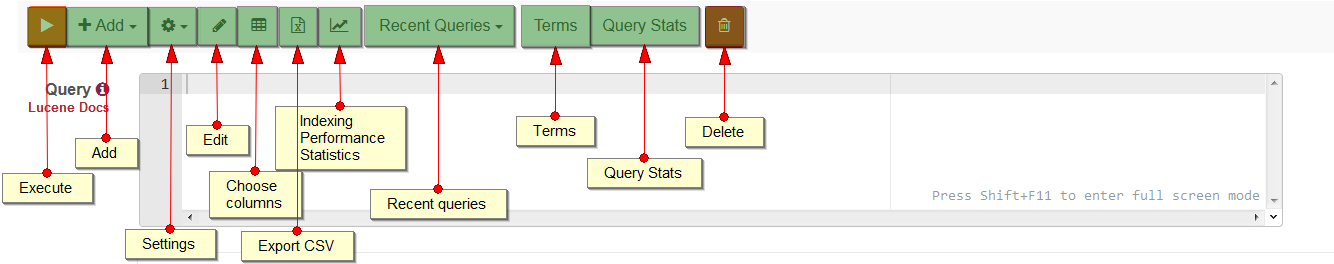 Add
Recent Queries
Terms
Query Stats
Query
Lucene Docs
1
Indexing
Performance
Statistics
Terms
Delete
Edit
Add
Query Stats
Execute
Choose
columns
Recent queries
Press Shift+F11 to enter full screen mode
Settings
Export CSV